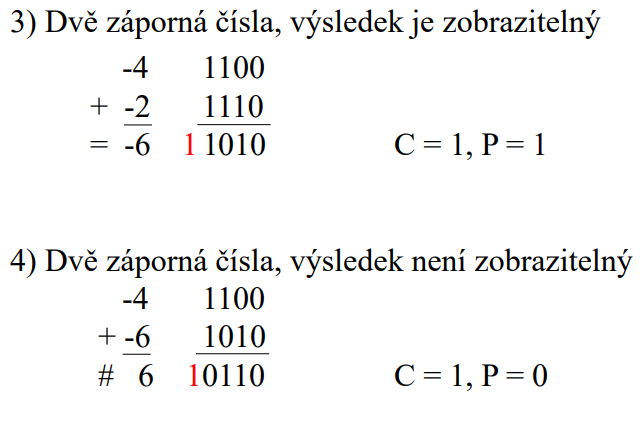 3) Dvě záporná čísla, výsledek je zobrazitelný
-4 1100
+ -2 1110
= -6 1 1010 C = 1, P = 1
4) Dvě záporná čísla, výsledek není zobrazitelný
-4 1100
+ -6 1010
# 6 10110 C = 1, P = 0